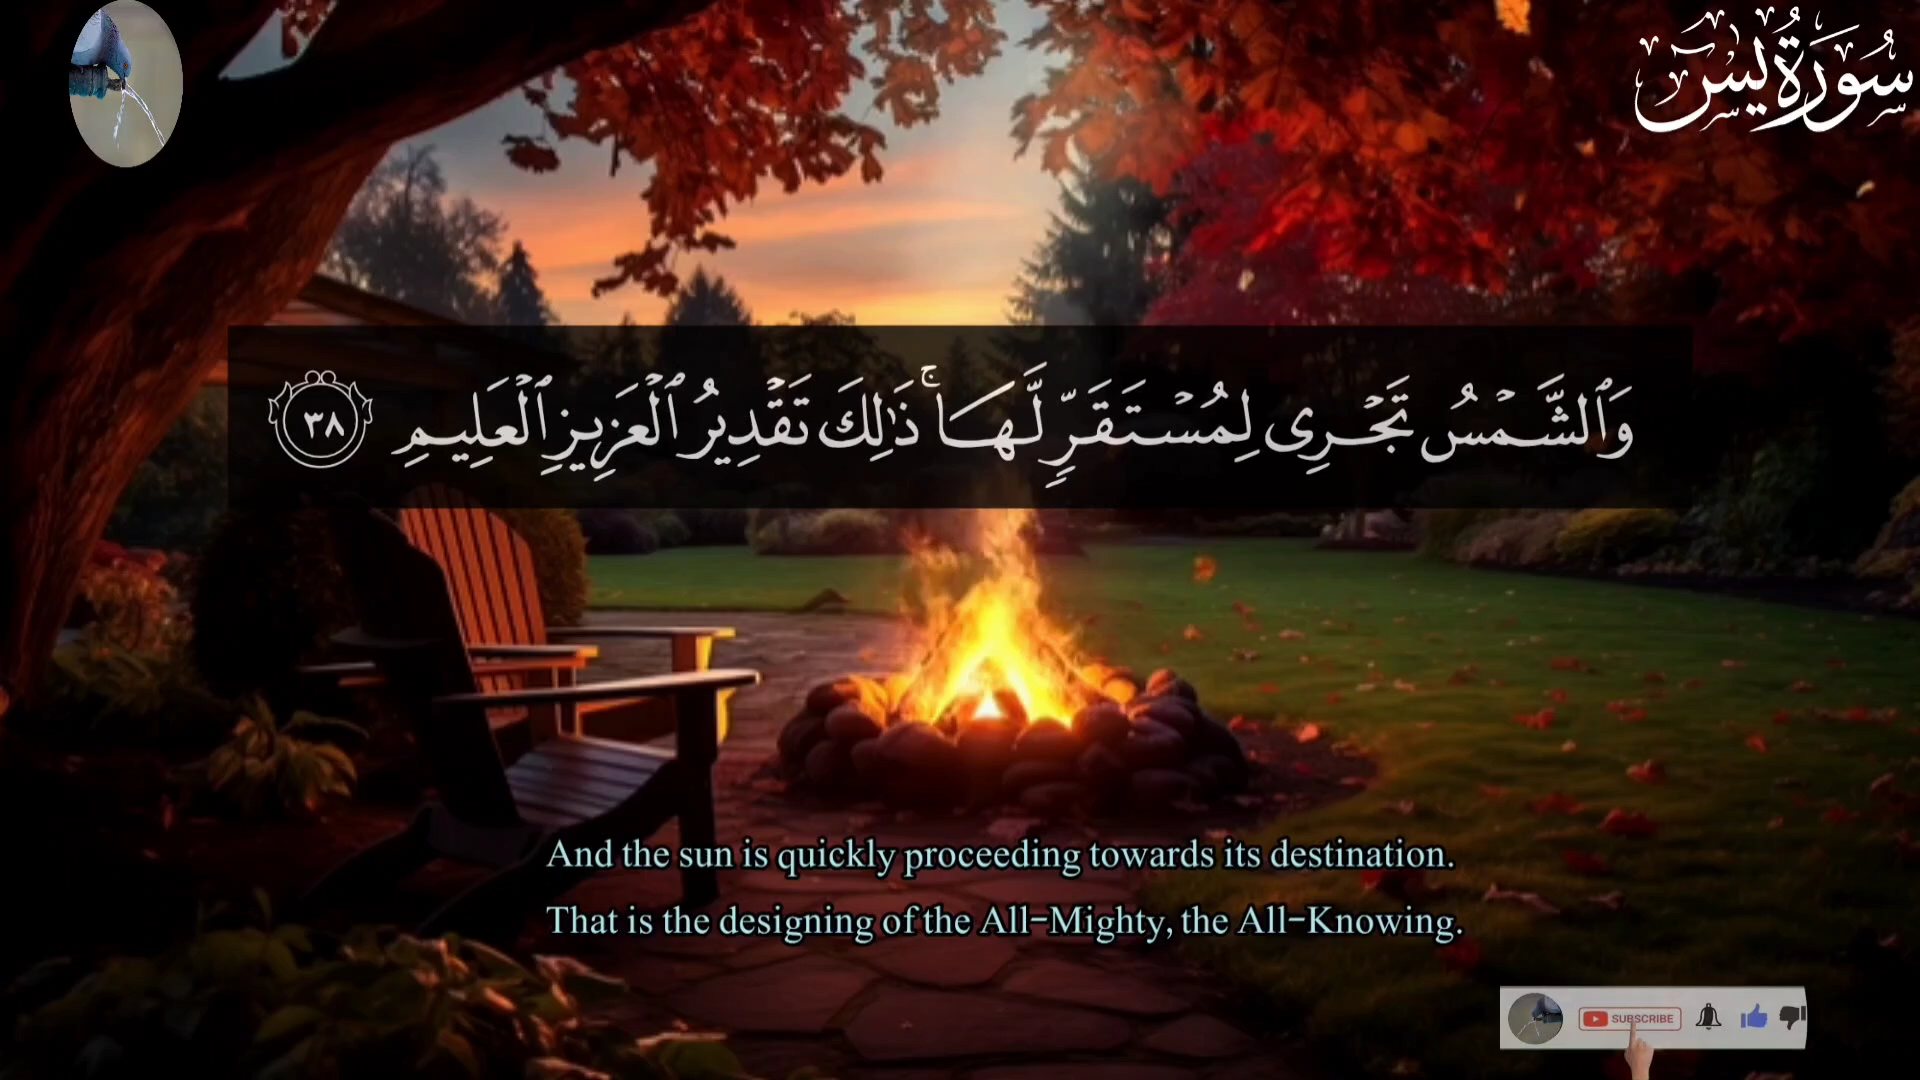 سورة يس
وَٱلشَّمۡسُ تَجۡرِى لِمُسۡتَقَرٍّ لَّهَاۚ ذَٰلِكَ تَقۡدِيرُ ٱلۡعَزِيزِ ٱلۡعَلِيمِ ٣٨
And the sun is quickly proceeding towards its destination.
That is the designing of the All-Mighty, the All-Knowing.
SUBSCRIBE